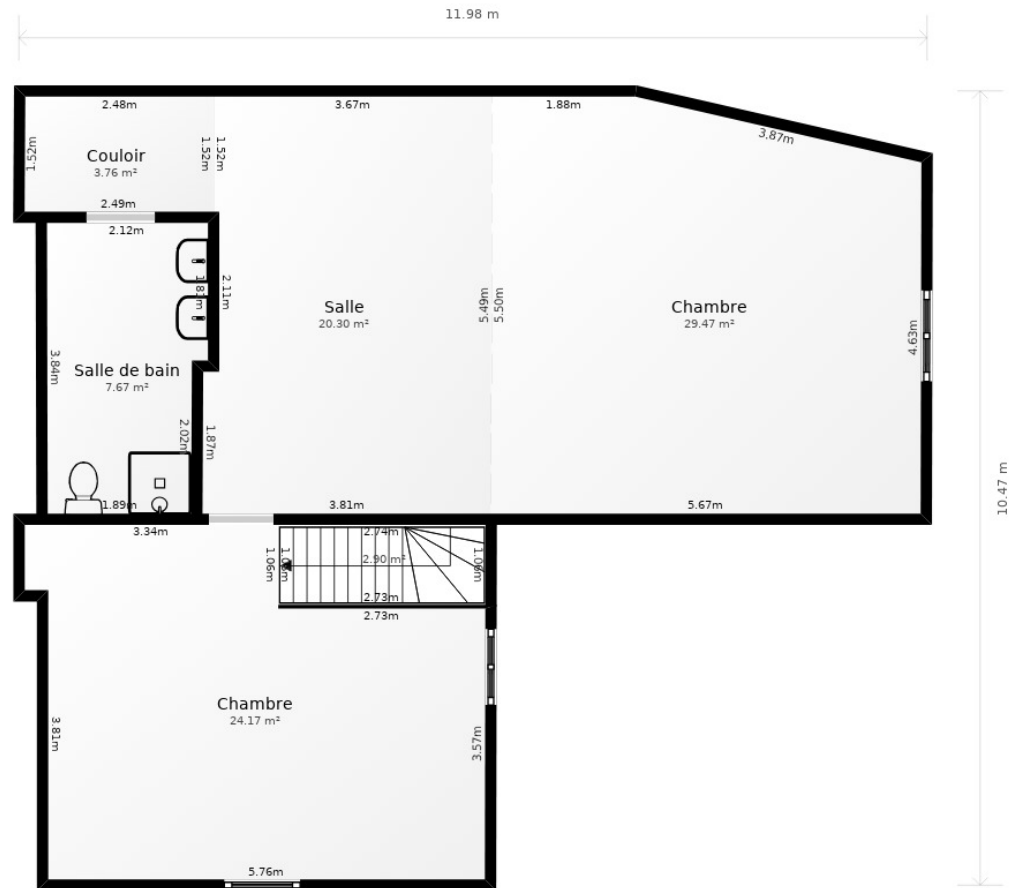 11.98 m
2.48m
3.67m
1.88m
3.87m
1.52m
Couloir
3.76 m²
1.52m
1.52m
2.49m
2.12m
1.81m
2.11m
Salle
20.30 m²
5.49m
5.50m
Chambre
29.47 m²
4.63m
3.84m
Salle de bain
7.67 m²
2.02m
1.87m
1.89m
3.81m
5.67m
10.47 m
3.34m
2.74m
1.06m
2.90 m²
2.73m
2.73m
Chambre
24.17 m²
3.81m
3.57m
5.76m